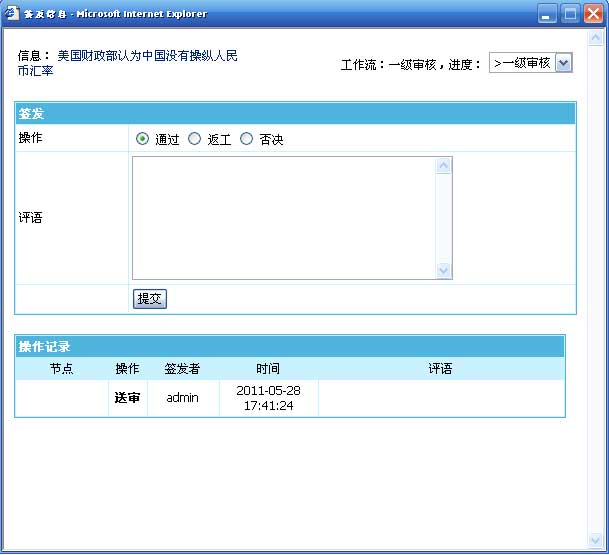 签发信息 - Microsoft Internet Explorer
信息： 美国财政部认为中国没有操纵人民
币汇率
工作流：一级审核，进度： >一级审核
签发
操作 通过 返工 否决
评语
提交
操作记录
节点 操作 签发者 时间 评语
送审 admin 2011-05-28
17:41:24